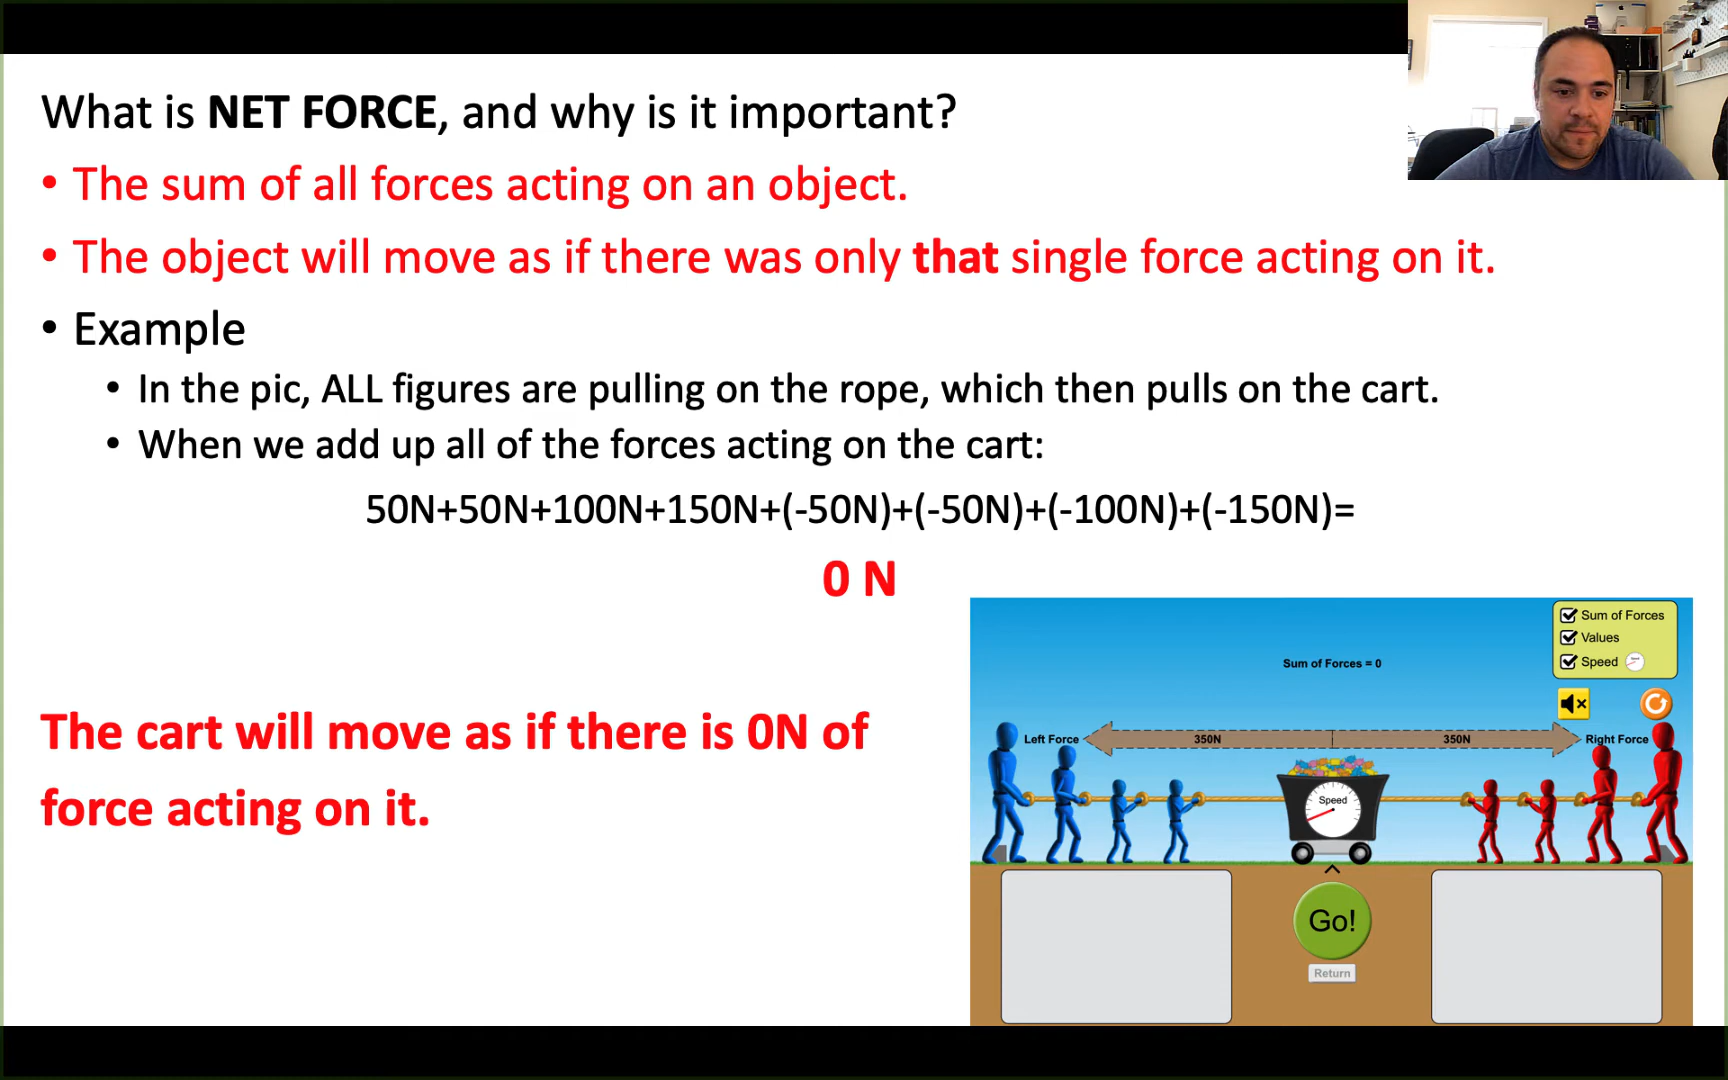 What is NET FORCE, and why is it important?
• The sum of all forces acting on an object.
• The object will move as if there was only that single force acting on it.
• Example
• In the pic, ALL figures are pulling on the rope, which then pulls on the cart.
• When we add up all of the forces acting on the cart:
50N+50N+100N+150N+(-50N)+(-50N)+(-100N)+(-150N)=
0 N
The cart will move as if there is 0N of
force acting on it.
Sum of Forces
Values
Speed
Sum of Forces = 0
Left Force
350N
350N
Right Force
Speed
Go!
Return